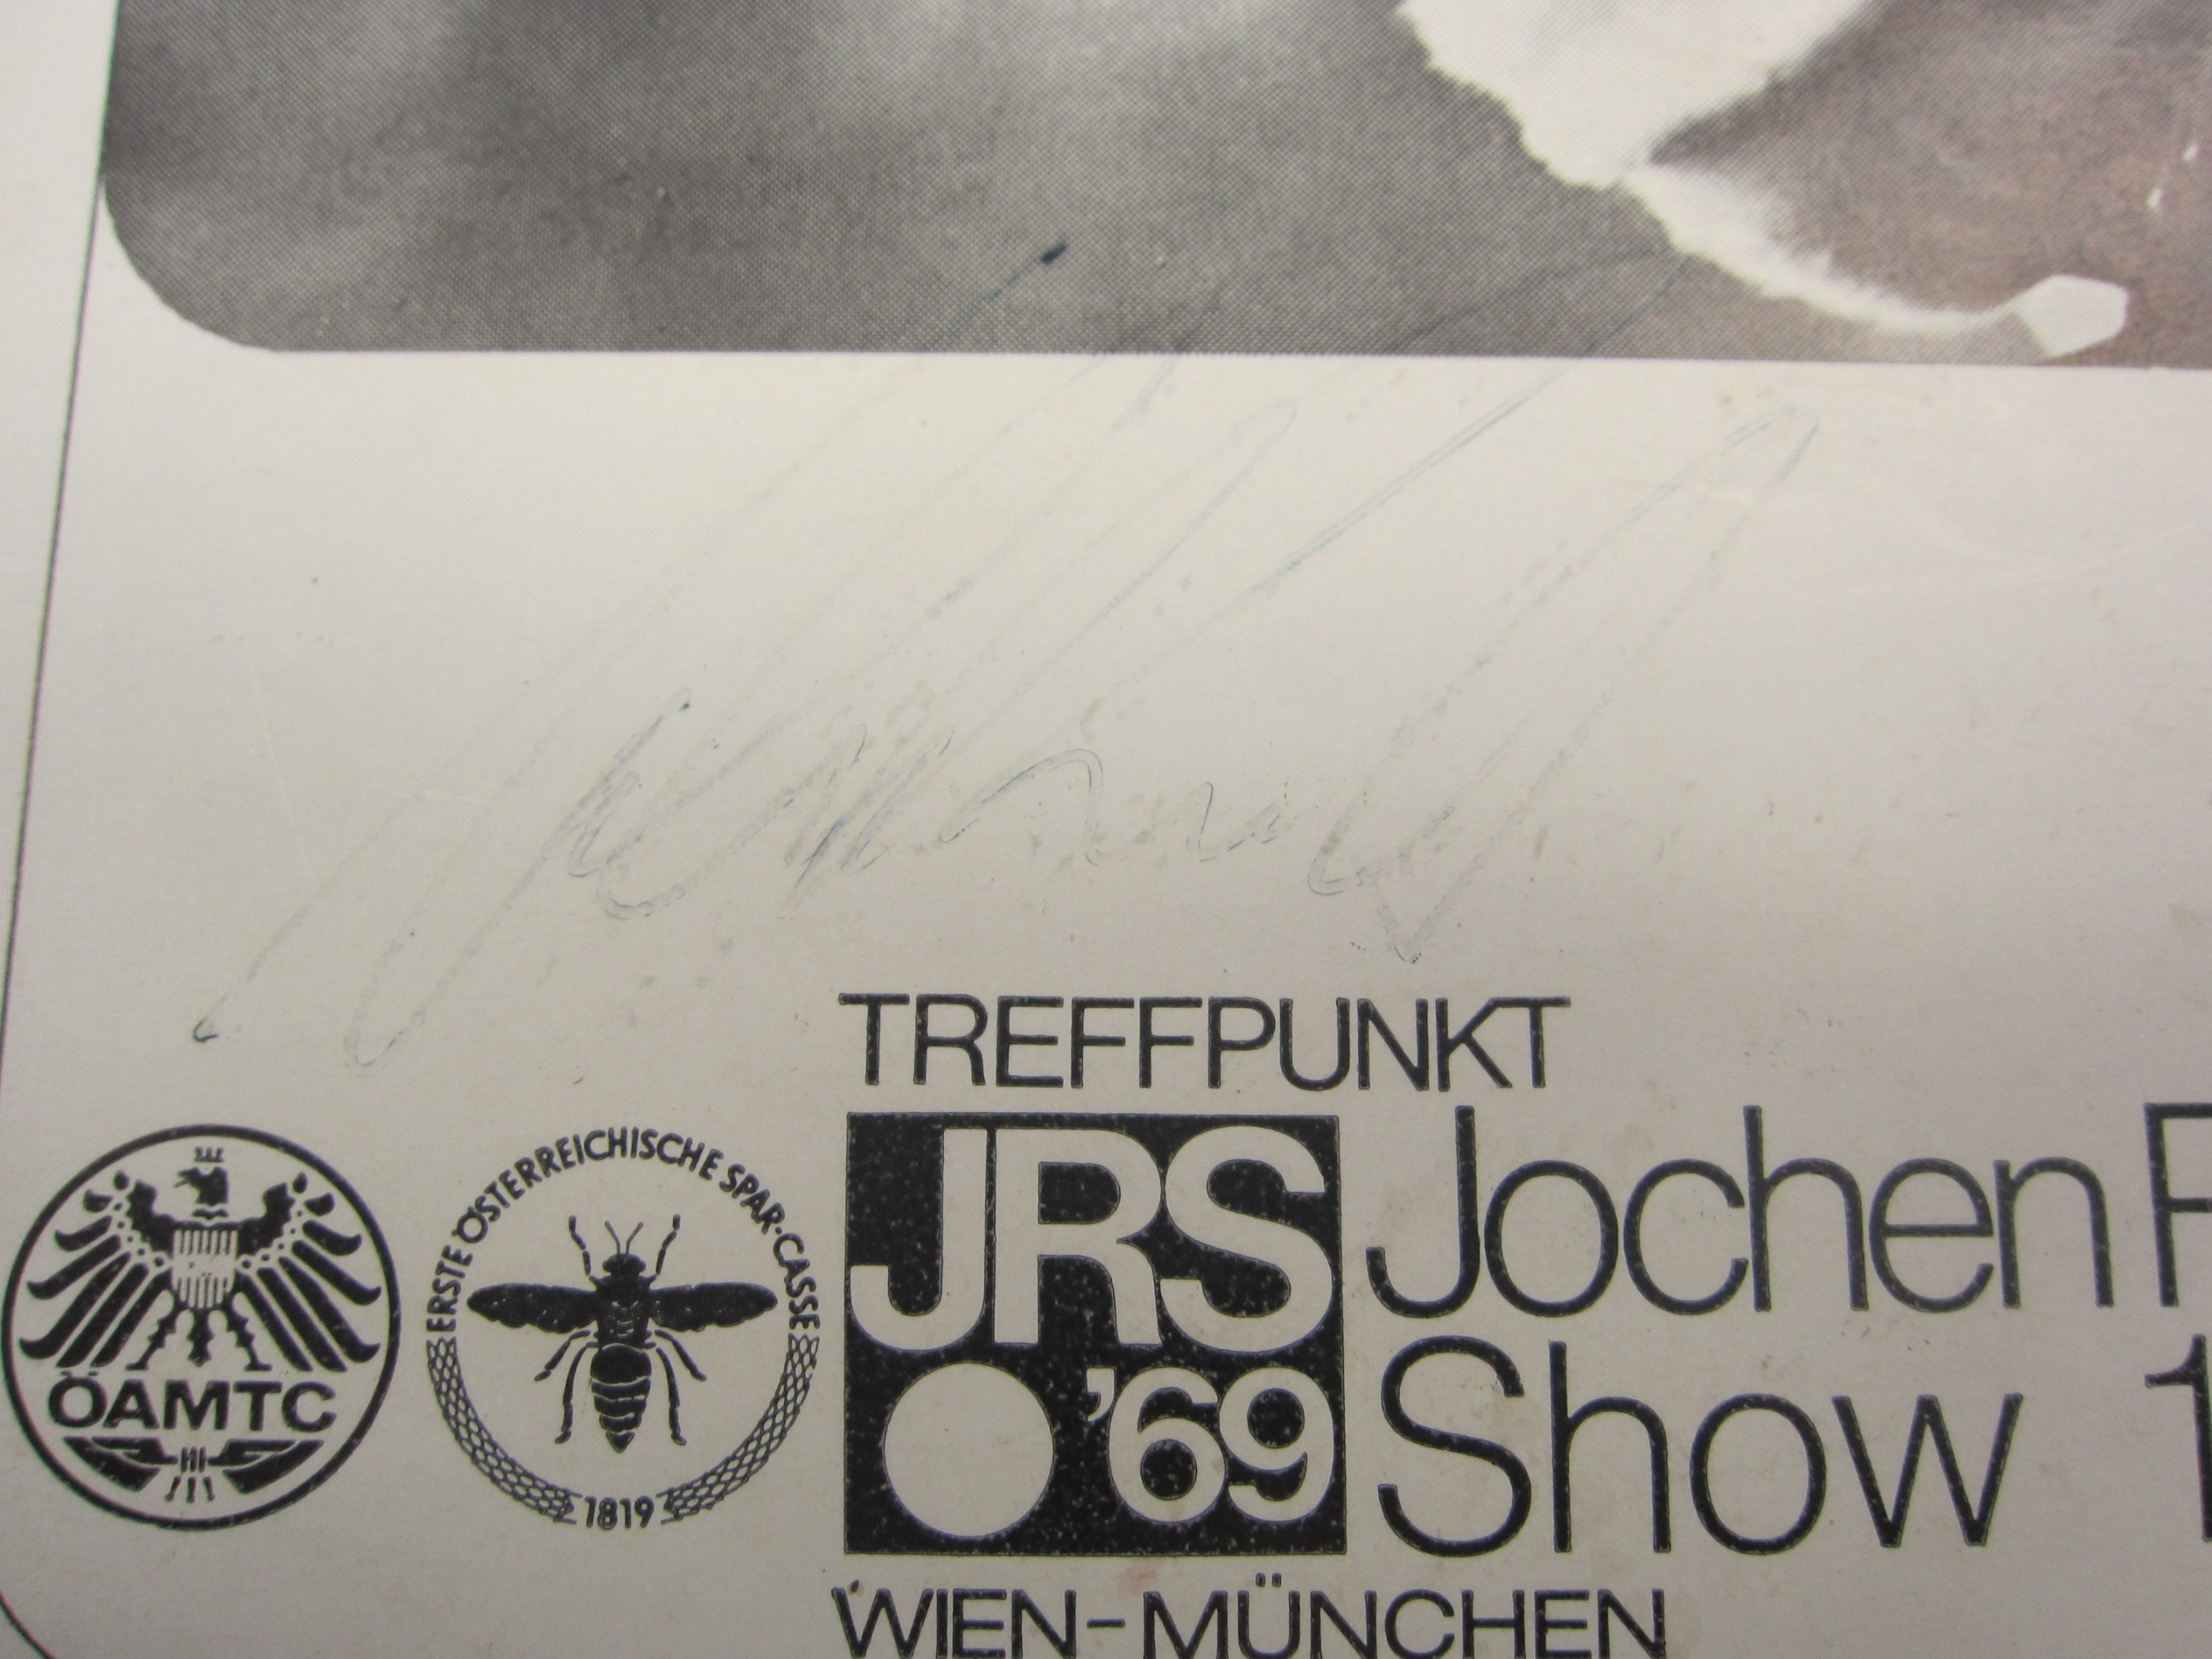 TREFFPUNKT
ÖAMTC
ERSTE ÖSTERREICHISCHE SPAR-CASSE
1819
JRS
'69
Jochen
Show
WIEN-MÜNCHEN